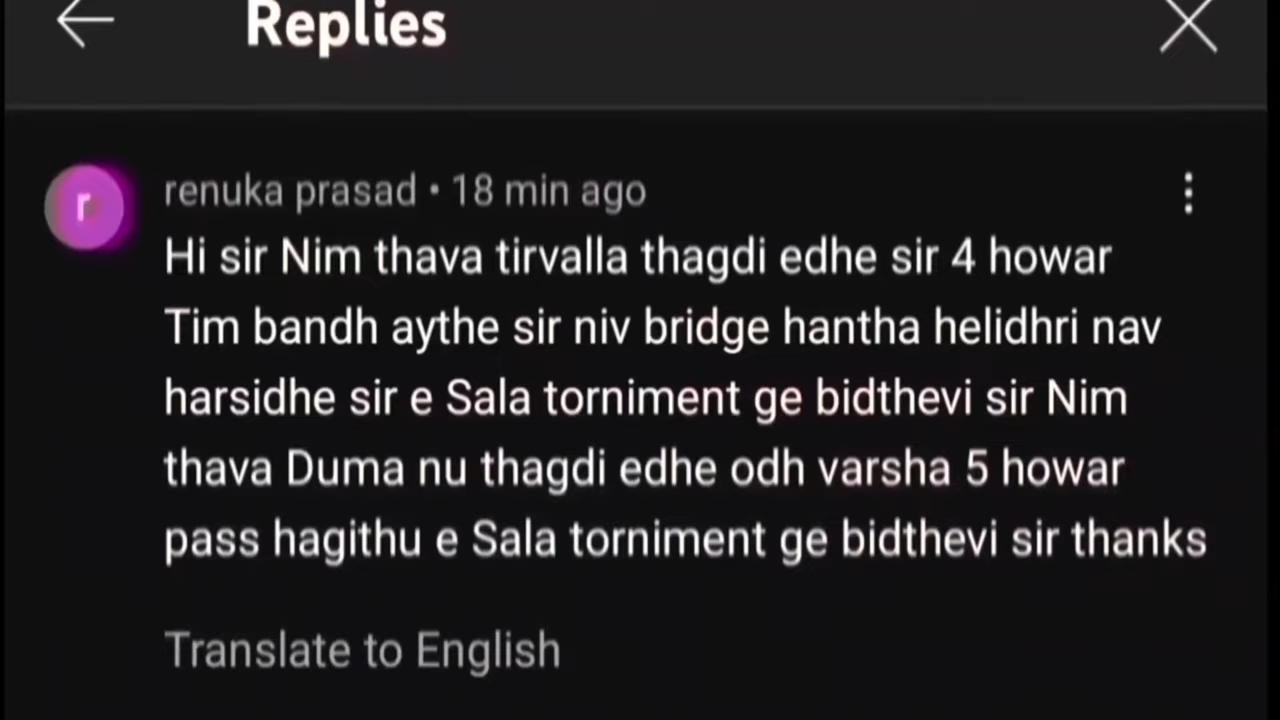 Replies
r
renuka prasad • 18 min ago
Hi sir Nim thava tirvalla thagdi edhe sir 4 howar
Tim bandh aythe sir niv bridge hantha helidhri nav
harsidhe sir e Sala torniment ge bidthevi sir Nim
thava Duma nu thagdi edhe odh varsha 5 howar
pass hagithu e Sala torniment ge bidthevi sir thanks
Translate to English